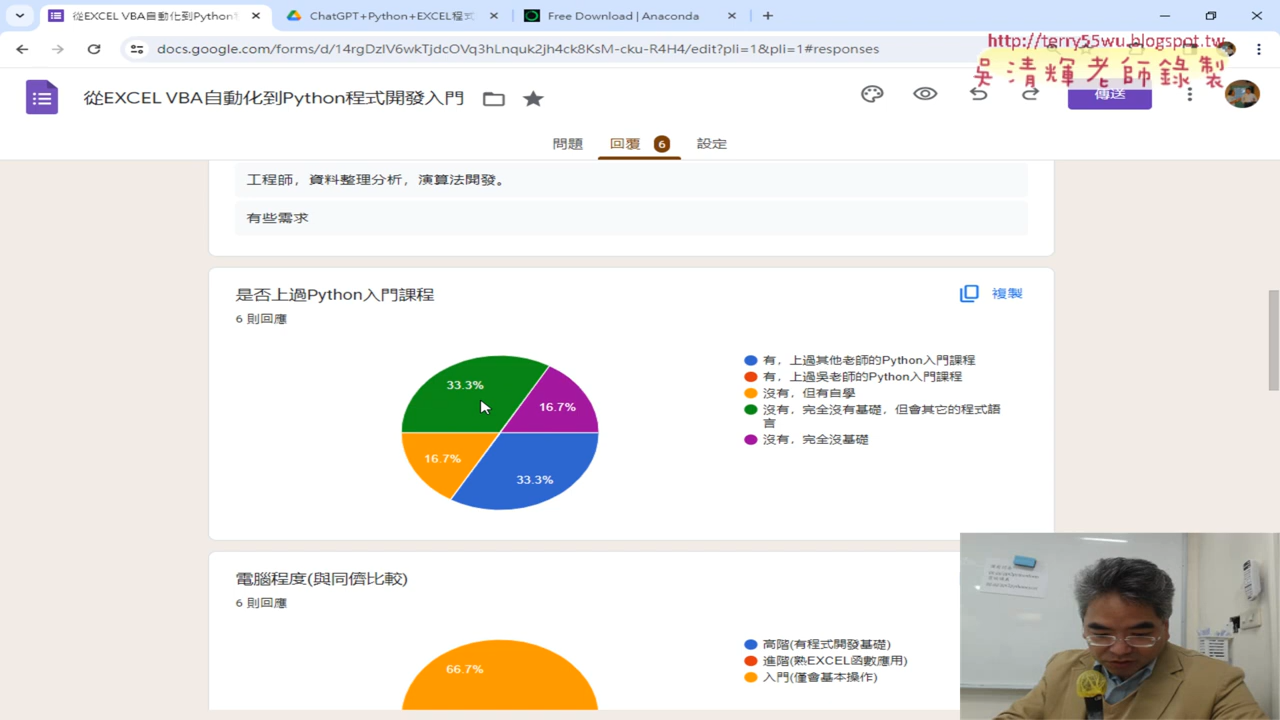 從EXCEL VBA自動化到Python
ChatGPT+Python+EXCEL程式
Free Download | Anaconda
docs.google.com/forms/d/14rgDzlV6wkTjdcOVq3hLnquk2jh4ck8KsM-cku-R4H4/edit?pli=1&pli=1#responses
http://terry55wu.blogspot.tw
吳清輝老師錄製
從EXCEL VBA自動化到Python程式開發入門
傳送
問題
回覆 6
設定
工程師，資料整理分析，演算法開發。
有些需求
是否上過Python入門課程
複製
6 則回應
33.3%
16.7%
16.7%
33.3%
有，上過其他老師的Python入門課程
有，上過吳老師的Python入門課程
沒有，但有自學
沒有，完全沒有基礎，但會其它的程式語
言
沒有，完全沒基礎
電腦程度(與同儕比較)
6 則回應
66.7%
高階(有程式開發基礎)
進階(熟EXCEL函數應用)
入門(僅會基本操作)